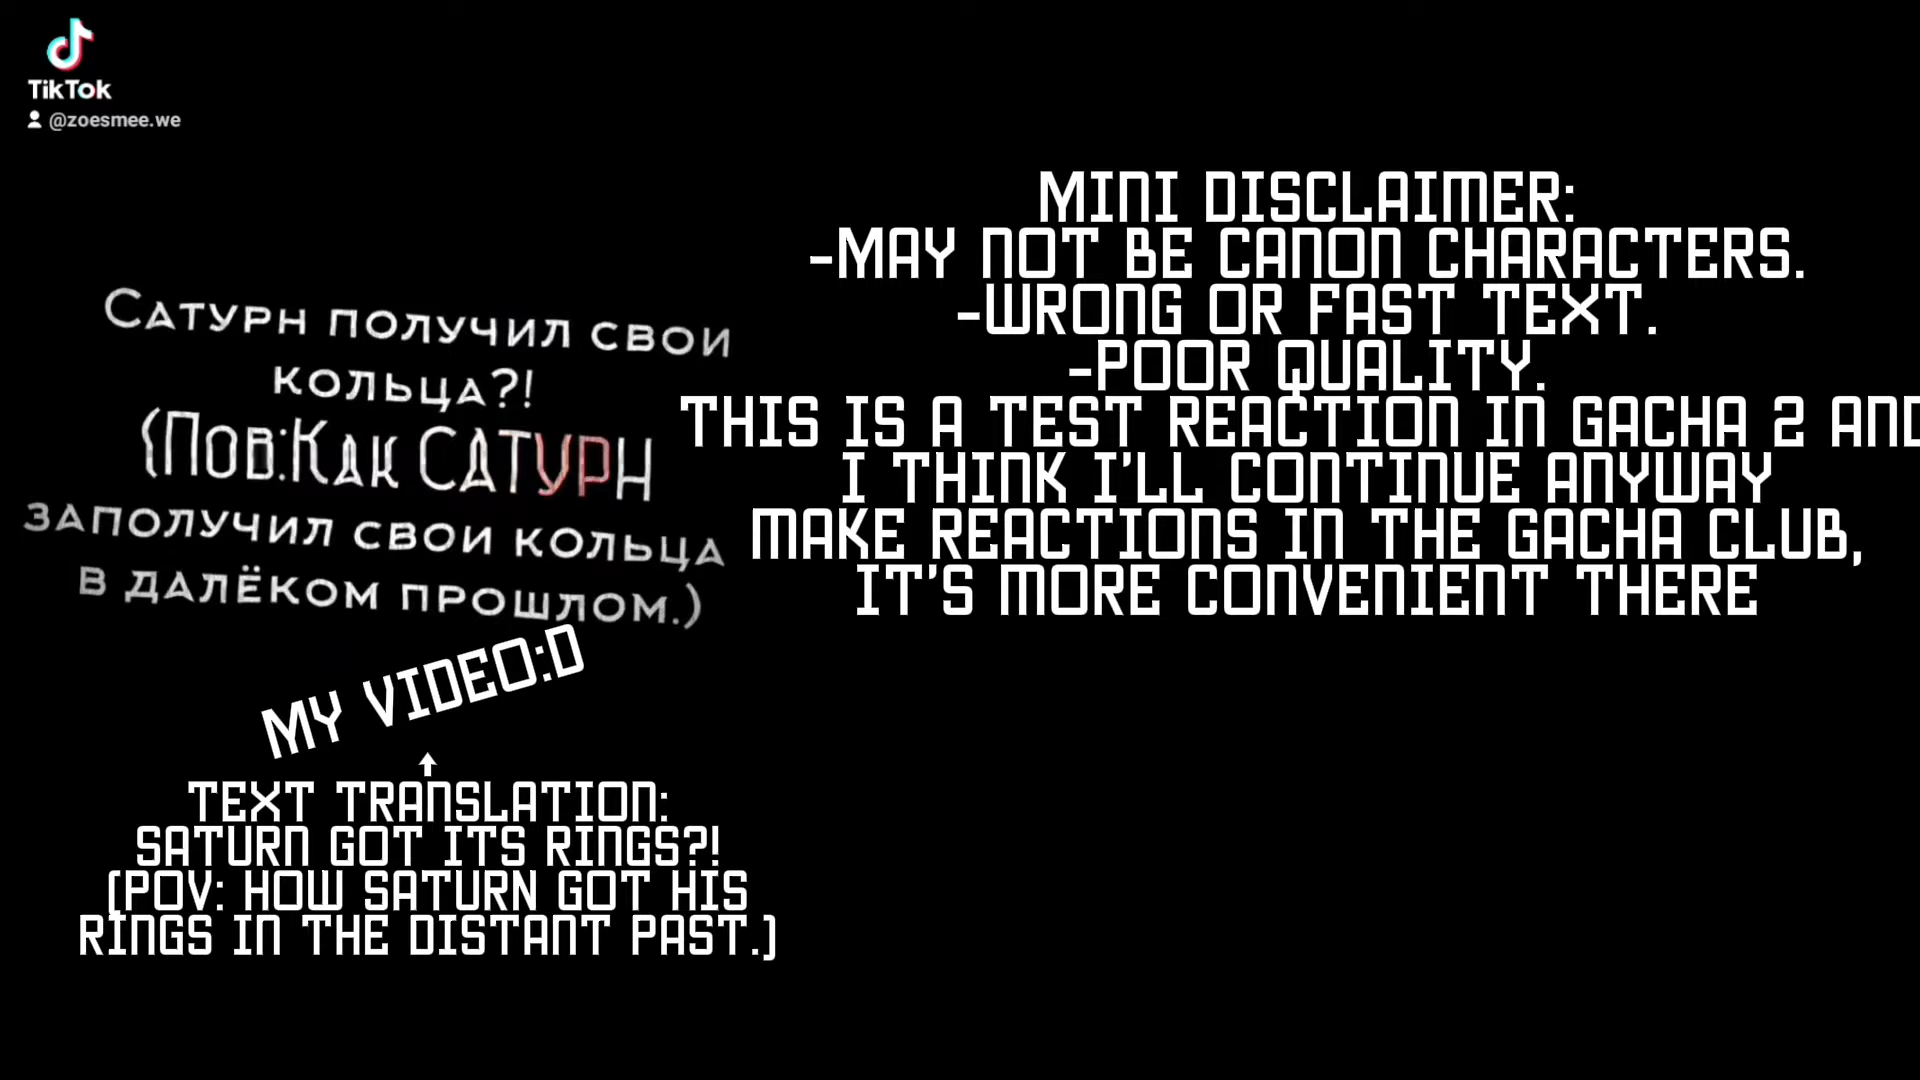 TikTok
@zoesmee.we
Сатурн получил свои
кольца?!
(Пов:Как САТУРН
заполучил свои кольца
в далёком прошлом.)
MY VIDEO:D
TEXT TRANSLATION:
SATURN GOT ITS RINGS?!
(POV: HOW SATURN GOT HIS
RINGS IN THE DISTANT PAST.)
MINI DISCLAIMER:
-MAY NOT BE CANON CHARACTERS.
-WRONG OR FAST TEXT.
-POOR QUALITY.
THIS IS A TEST REACTION IN GACHA 2 AND
I THINK I'LL CONTINUE ANYWAY
MAKE REACTIONS IN THE GACHA CLUB,
IT'S MORE CONVENIENT THERE